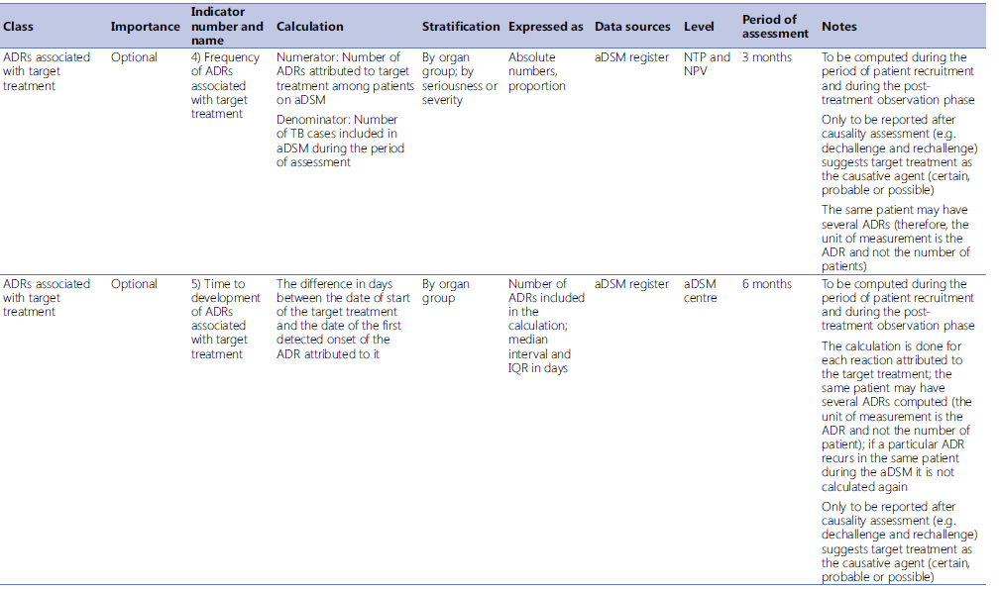 Class
Importance
Indicator
number and
name
Calculation
Stratification
Expressed as
Data sources
Level
Period of
assessment
Notes
ADRs associated
with target
treatment
Optional
4) Frequency
of ADRs
associated
with target
treatment
Numerator: Number of
ADRs attributed to target
treatment among patients
on aDSM
Denominator: Number
of TB cases included in
aDSM during the period
of assessment
By organ
group; by
seriousness or
severity
Absolute
numbers,
proportion
aDSM register
NTP and
NPV
3 months
To be computed during the
period of patient recruitment
and during the post-
treatment observation phase
Only to be reported after
causality assessment (e.g.
dechallenge and rechallenge)
suggests target treatment as
the causative agent (certain,
probable or possible)
The same patient may have
several ADRs (therefore, the
unit of measurement is the
ADR and not the number of
patients)
ADRs associated
with target
treatment
Optional
5) Time to
development
of ADRs
associated
with target
treatment
The difference in days
between the date of start
of the target treatment
and the date of the first
detected onset of the
ADR attributed to it
By organ
group
Number of
ADRs included
in the
calculation;
median
interval and
IQR in days
aDSM register
aDSM
centre
6 months
To be computed during the
period of patient recruitment
and during the post-
treatment observation phase
The calculation is done for
each reaction attributed to
the target treatment; the
same patient may have
several ADRs computed (the
unit of measurement is the
ADR and not the number of
patient); if a particular ADR
recurs in the same patient
during the aDSM it is not
calculated again
Only to be reported after
causality assessment (e.g.
dechallenge and rechallenge)
suggests target treatment as
the causative agent (certain,
probable or possible)